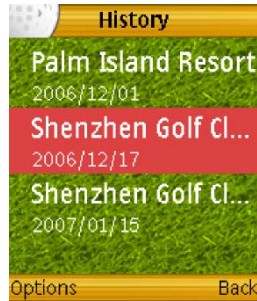 History
Palm Island Resort
2006/12/01
Shenzhen Golf Cl...
2006/12/17
Shenzhen Golf Cl...
2007/01/15
Options Back